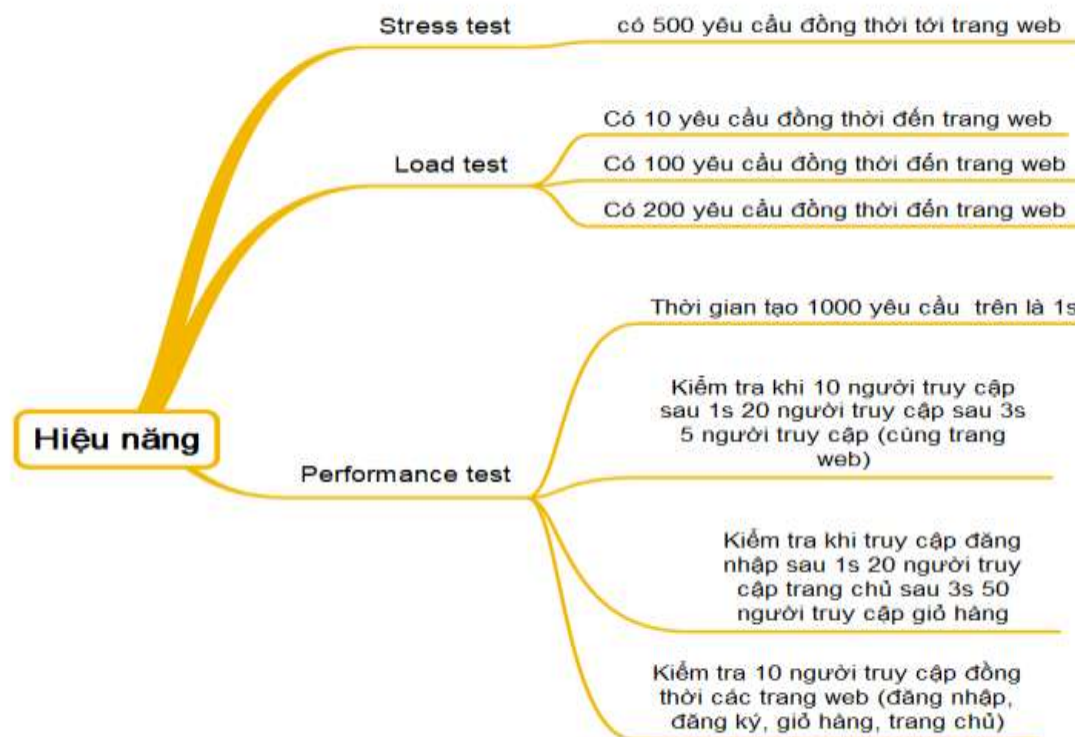 Stress test
có 500 yêu cầu đồng thời tới trang web
Load test
Có 10 yêu cầu đồng thời đến trang web
Có 100 yêu cầu đồng thời đến trang web
Có 200 yêu cầu đồng thời đến trang web
Hiệu năng
Performance test
Thời gian tạo 1000 yêu cầu trên là 1s
Kiểm tra khi 10 người truy cập
sau 1s 20 người truy cập sau 3s
5 người truy cập (cùng trang
web)
Kiểm tra khi truy cập đăng
nhập sau 1s 20 người truy
cập trang chủ sau 3s 50
người truy cập giỏ hàng
Kiểm tra 10 người truy cập đồng
thời các trang web (đăng nhập,
đăng ký, giỏ hàng, trang chủ)